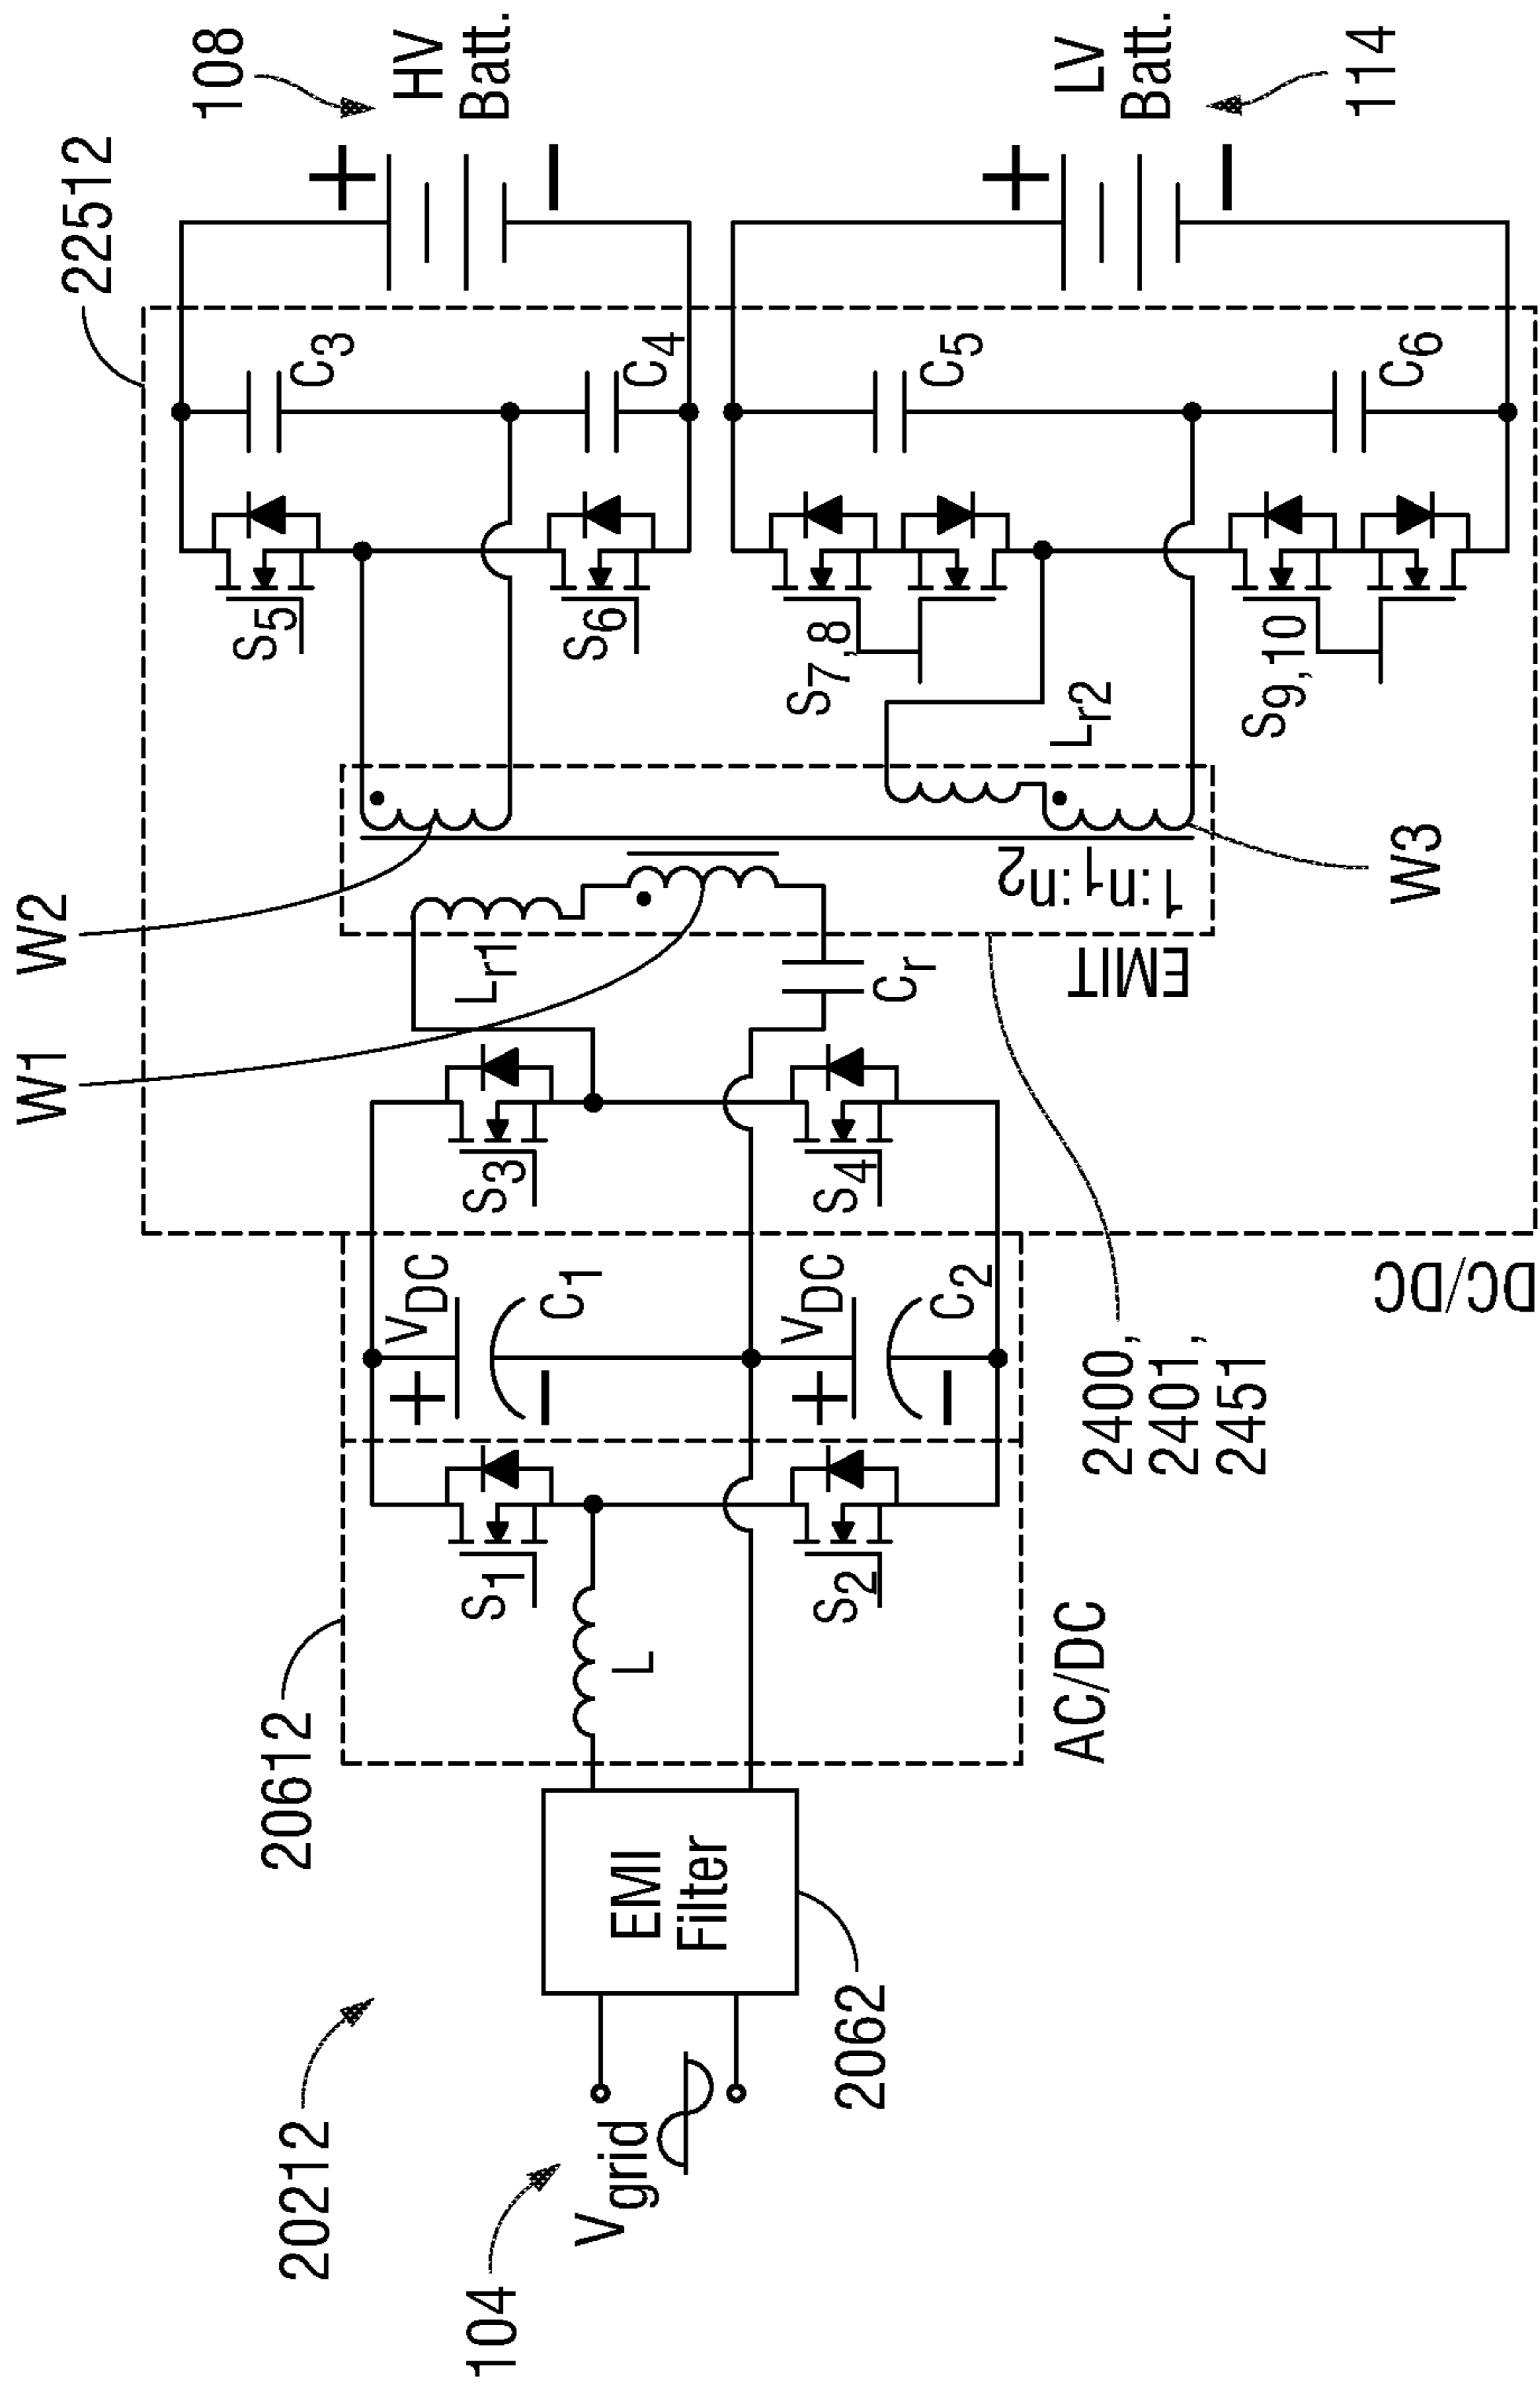 20212
104
Vgrid
EMI
Filter
2062
20612
AC/DC
L
S1
S2
VDC
C1
VDC
C2
S3
S4
DC/DC
2400,
2401,
2451
W1
W2
Lr1
Cr
EMIT
1:n1:n2
W3
Lr2
S5
S6
S7,8
S9,10
C3
C4
C5
C6
22512
108
HV
Batt.
LV
Batt.
114